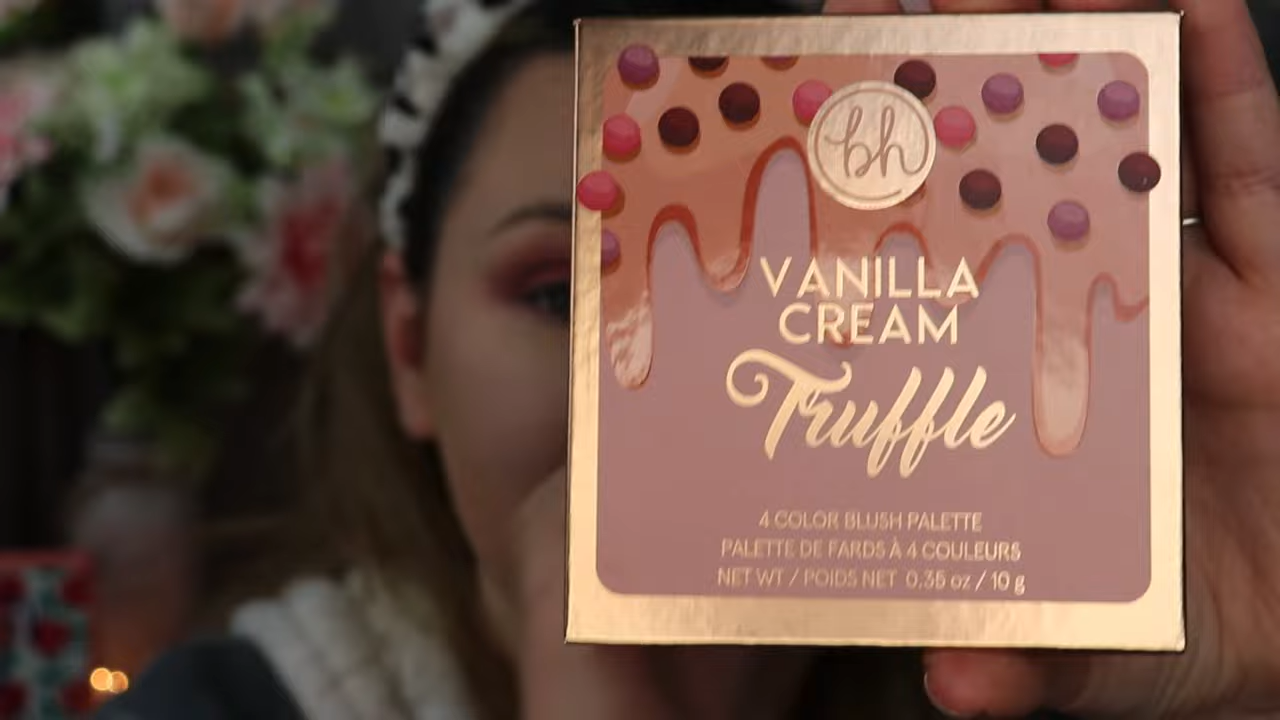 bh
VANILLA
CREAM
Truffle
4 COLOR BLUSH PALETTE
PALETTE DE FARDS À 4 COULEURS
NET WT / POIDS NET 0.35 oz / 10 g